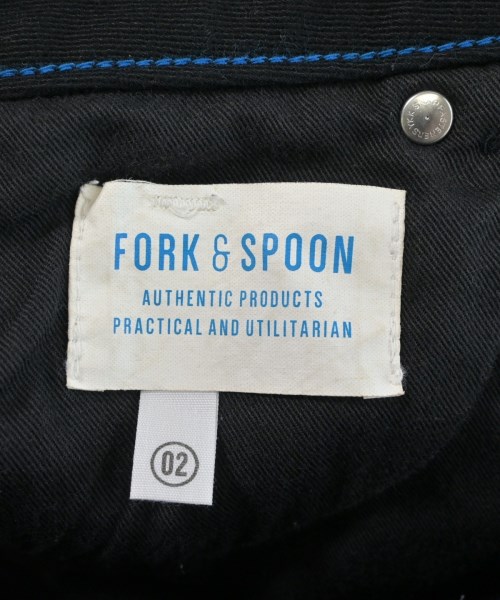 FORK & SPOON
AUTHENTIC PRODUCTS
PRACTICAL AND UTILITARIAN
02